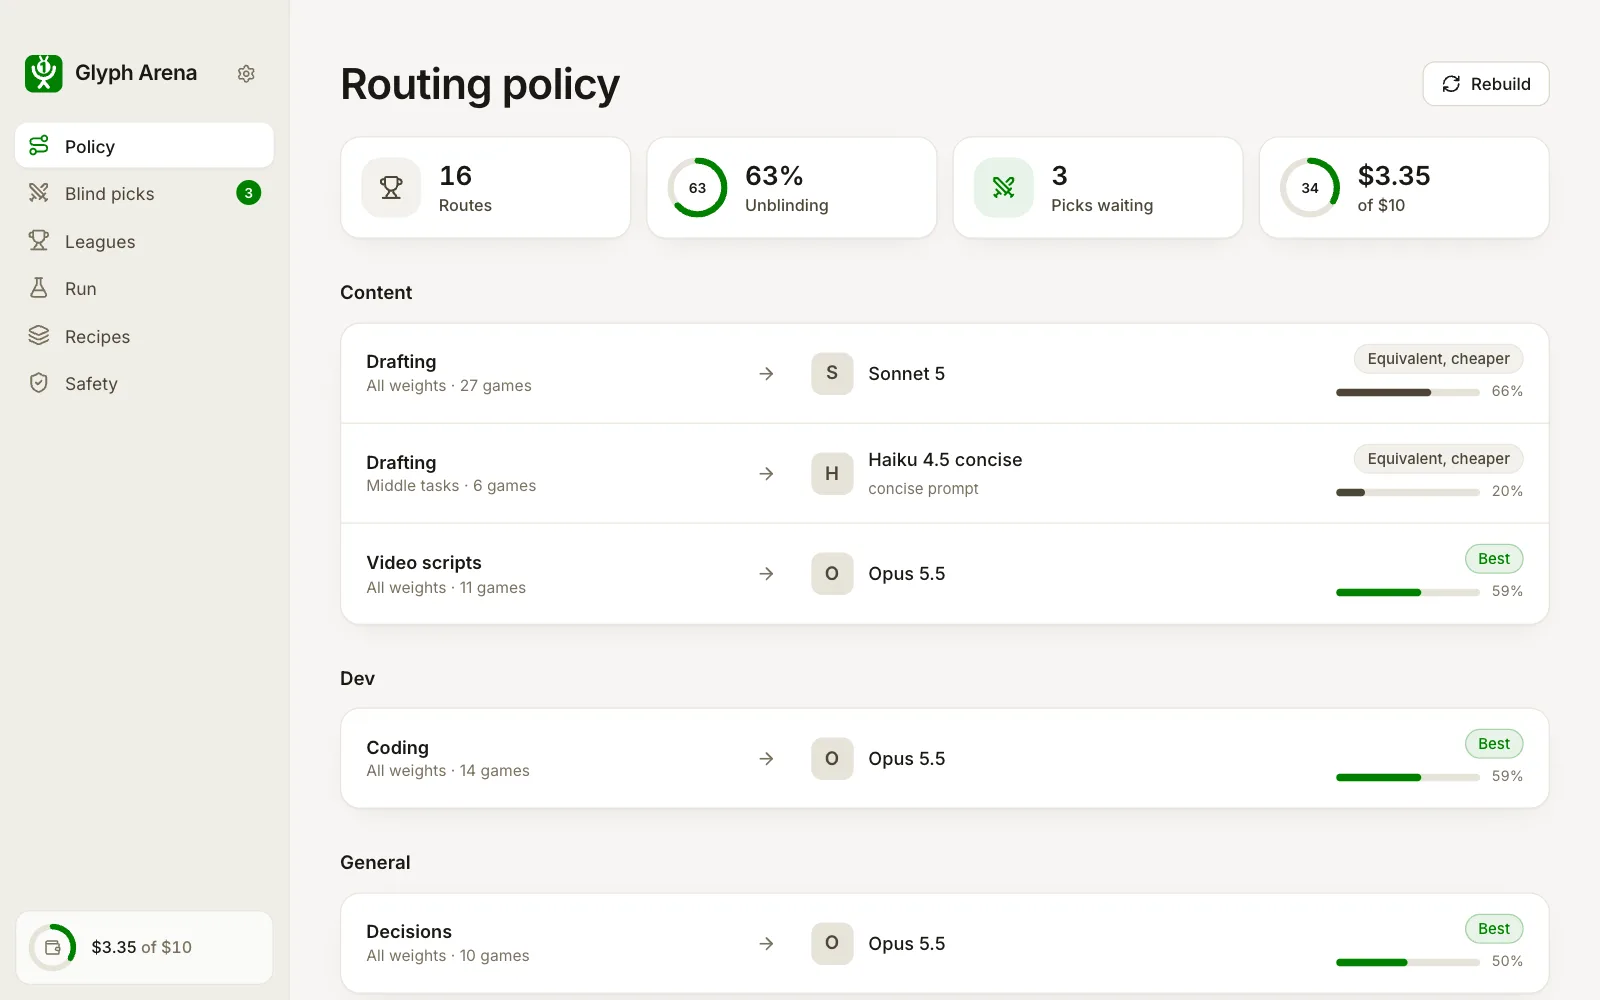 Glyph Arena
Policy
Blind picks
3
Leagues
Run
Recipes
Safety
$3.35 of $10
Routing policy
Rebuild
16
Routes
63
63%
Unblinding
3
Picks waiting
34
$3.35
of $10
Content
Drafting
All weights · 27 games
S
Sonnet 5
Equivalent, cheaper
66%
Drafting
Middle tasks · 6 games
H
Haiku 4.5 concise
concise prompt
Equivalent, cheaper
20%
Video scripts
All weights · 11 games
O
Opus 5.5
Best
59%
Dev
Coding
All weights · 14 games
O
Opus 5.5
Best
59%
General
Decisions
All weights · 10 games
O
Opus 5.5
Best
50%